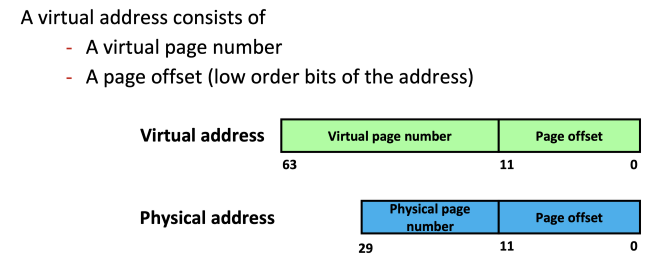 A virtual address consists of
- A virtual page number
- A page offset (low order bits of the address)
Virtual address
Virtual page number
Page offset
63
11
0
Physical address
Physical page
number
Page offset
29
11
0